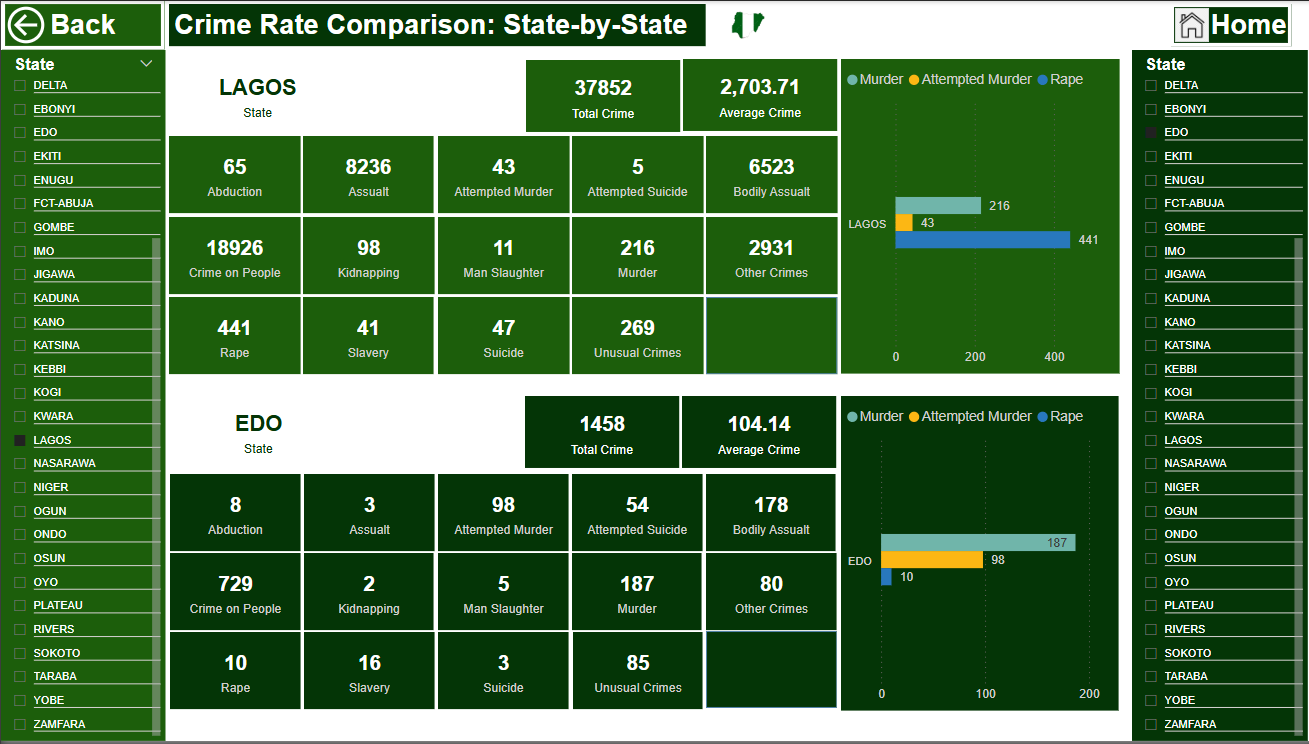 Back
Crime Rate Comparison: State-by-State
Home
State
DELTA
EBONYI
EDO
EKITI
ENUGU
FCT-ABUJA
GOMBE
IMO
JIGAWA
KADUNA
KANO
KATSINA
KEBBI
KOGI
KWARA
LAGOS
NASARAWA
NIGER
OGUN
ONDO
OSUN
OYO
PLATEAU
RIVERS
SOKOTO
TARABA
YOBE
ZAMFARA
LAGOS
State
37852
Total Crime
2,703.71
Average Crime
65
Abduction
8236
Assualt
43
Attempted Murder
5
Attempted Suicide
6523
Bodily Assualt
18926
Crime on People
98
Kidnapping
11
Man Slaughter
216
Murder
2931
Other Crimes
441
Rape
41
Slavery
47
Suicide
269
Unusual Crimes
Murder Attempted Murder Rape
216
LAGOS 43
441
0 200 400
EDO
State
1458
Total Crime
104.14
Average Crime
8
Abduction
3
Assualt
98
Attempted Murder
54
Attempted Suicide
178
Bodily Assualt
729
Crime on People
2
Kidnapping
5
Man Slaughter
187
Murder
80
Other Crimes
10
Rape
16
Slavery
3
Suicide
85
Unusual Crimes
Murder Attempted Murder Rape
187
EDO 98
10
0 100 200
State
DELTA
EBONYI
EDO
EKITI
ENUGU
FCT-ABUJA
GOMBE
IMO
JIGAWA
KADUNA
KANO
KATSINA
KEBBI
KOGI
KWARA
LAGOS
NASARAWA
NIGER
OGUN
ONDO
OSUN
OYO
PLATEAU
RIVERS
SOKOTO
TARABA
YOBE
ZAMFARA